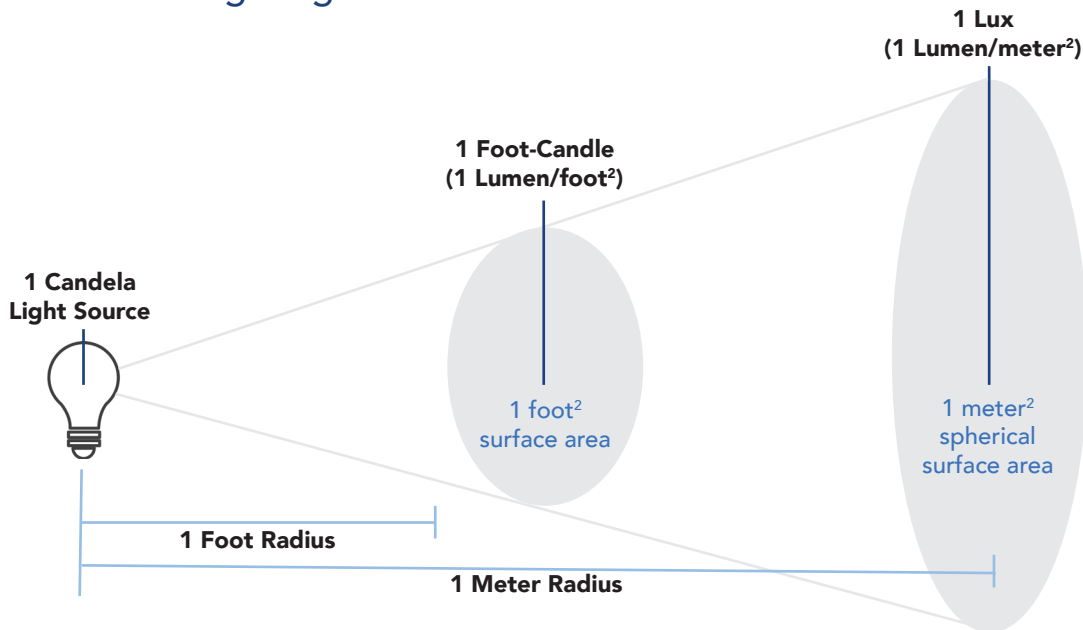 1 Lux
(1 Lumen/meter²)
1 Foot-Candle
(1 Lumen/foot²)
1 Candela
Light Source
1 foot²
surface area
1 meter²
spherical
surface area
1 Foot Radius
1 Meter Radius